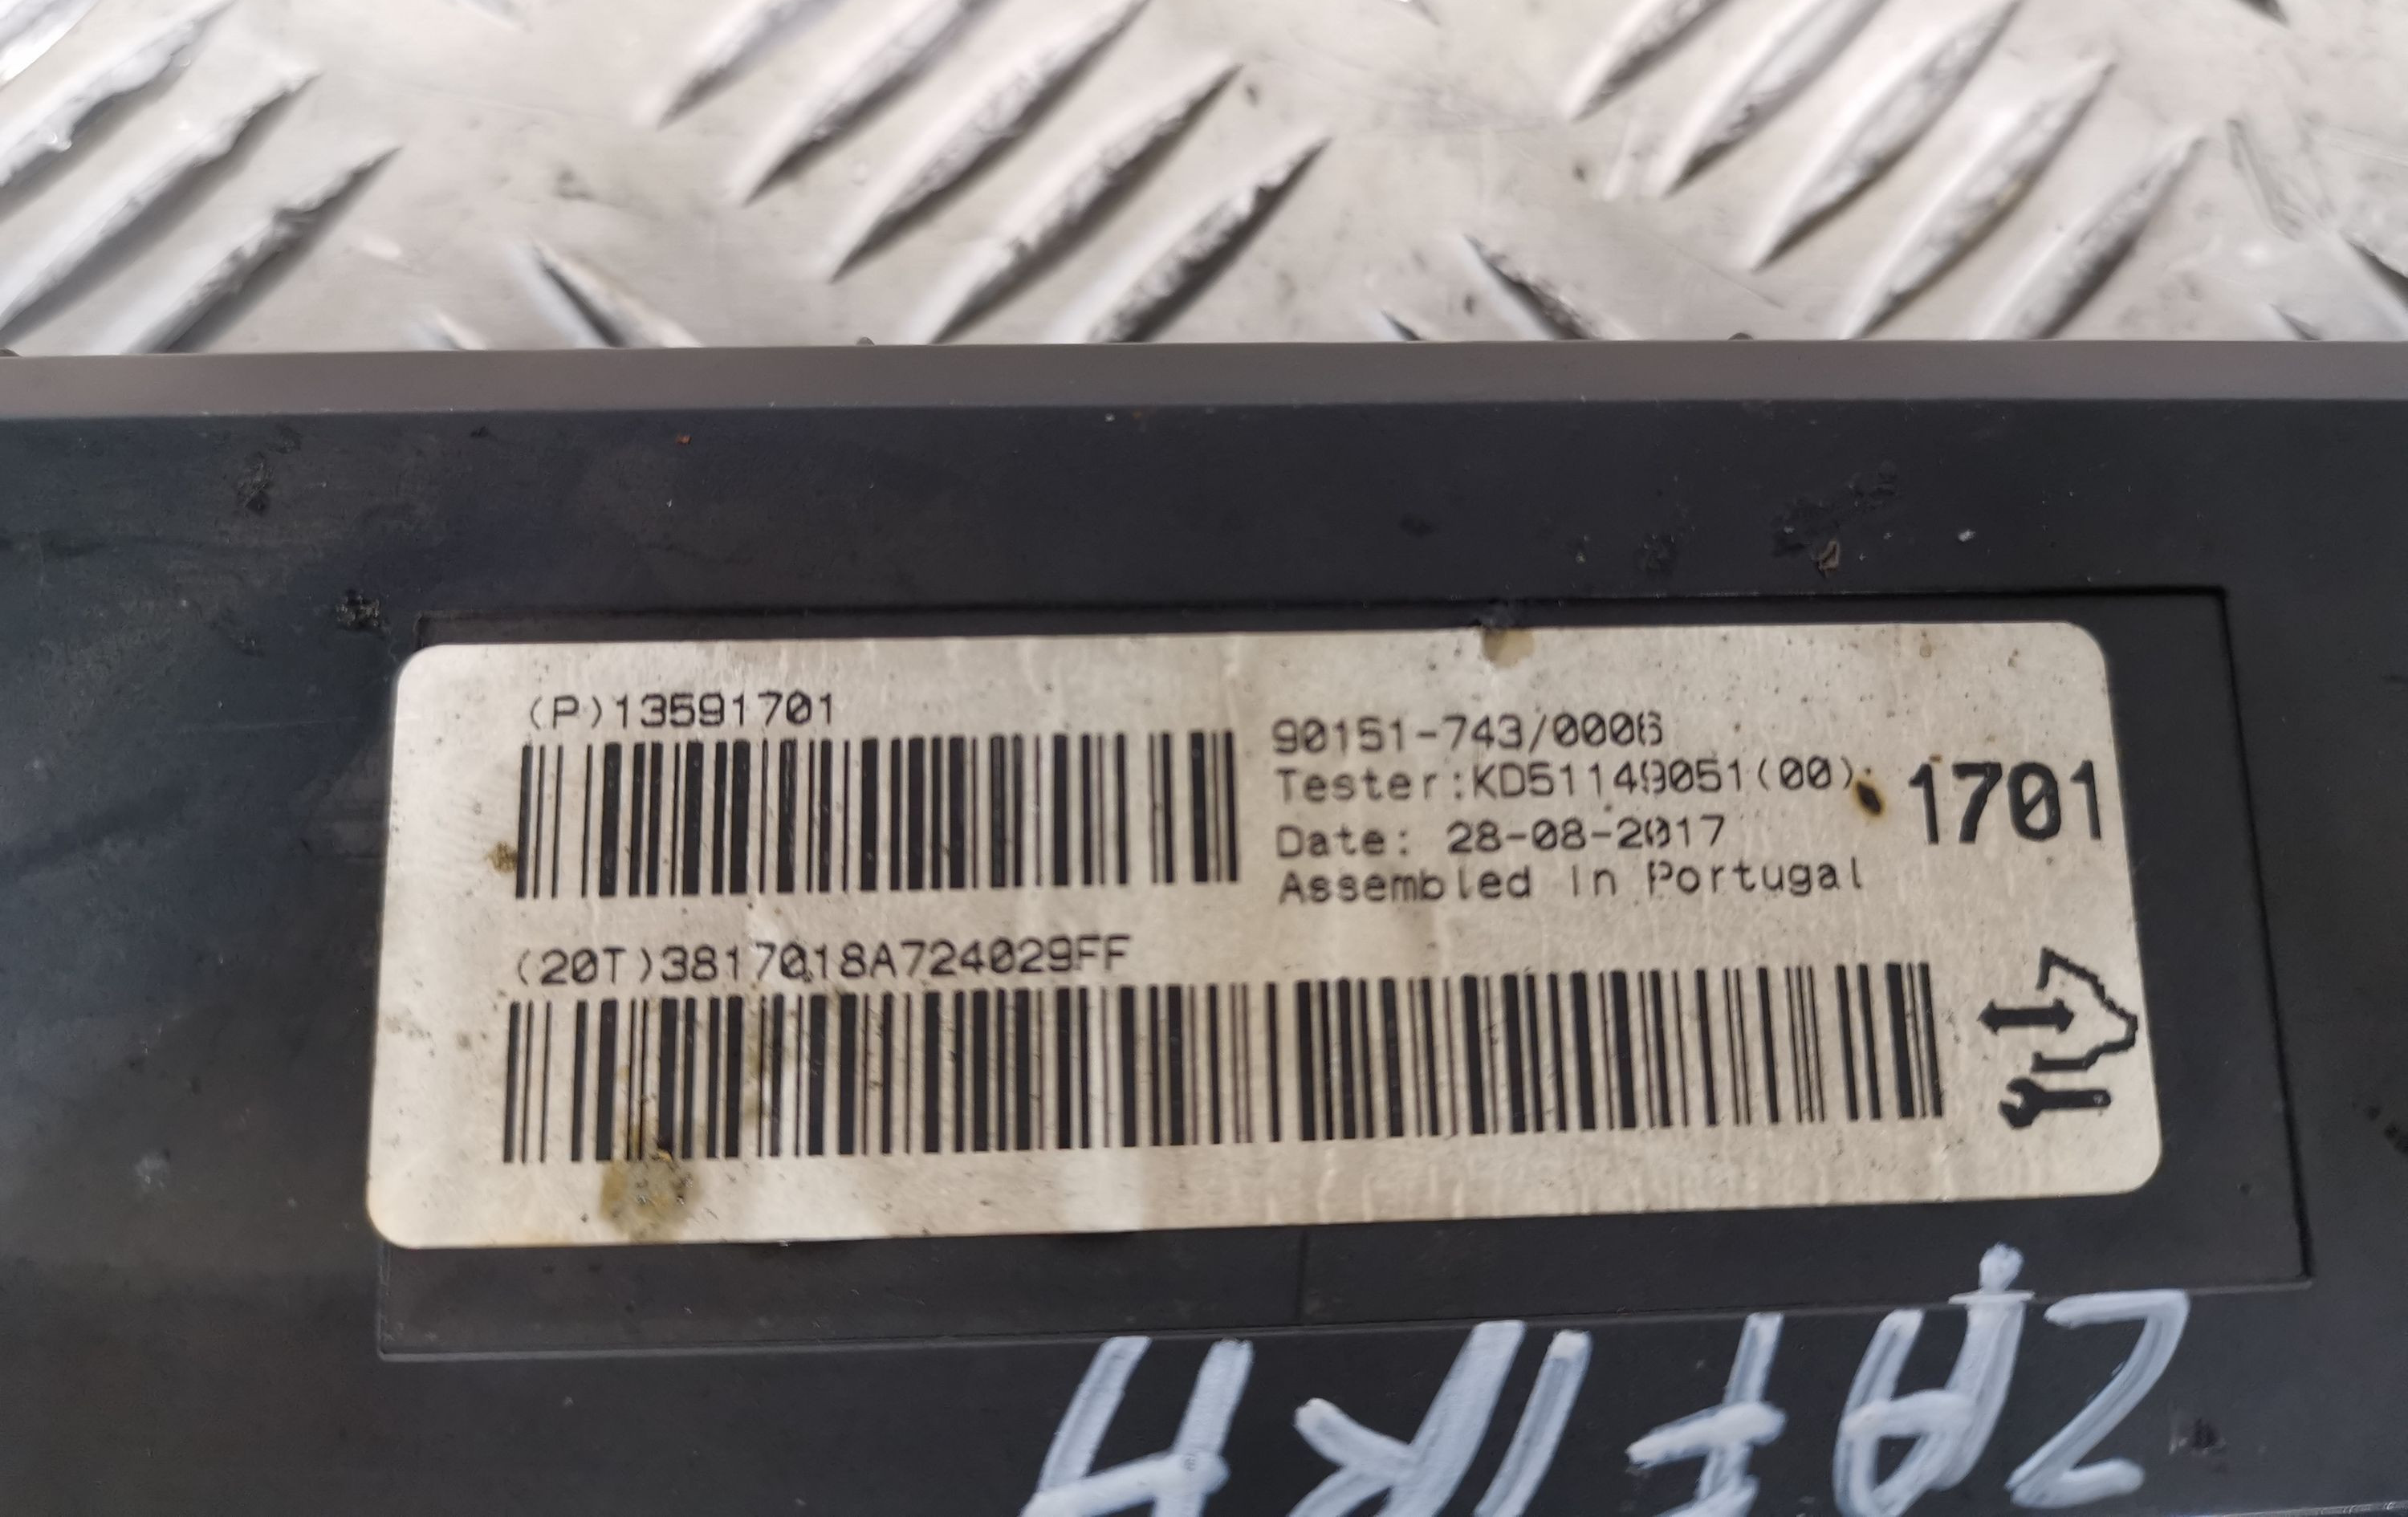 (P)13591701
90151-743/0006
Tester:KD51149051(00)
Date: 28-08-2017
Assembled in Portugal
1701
(20T)3817018A724029FF
ZAFIRA